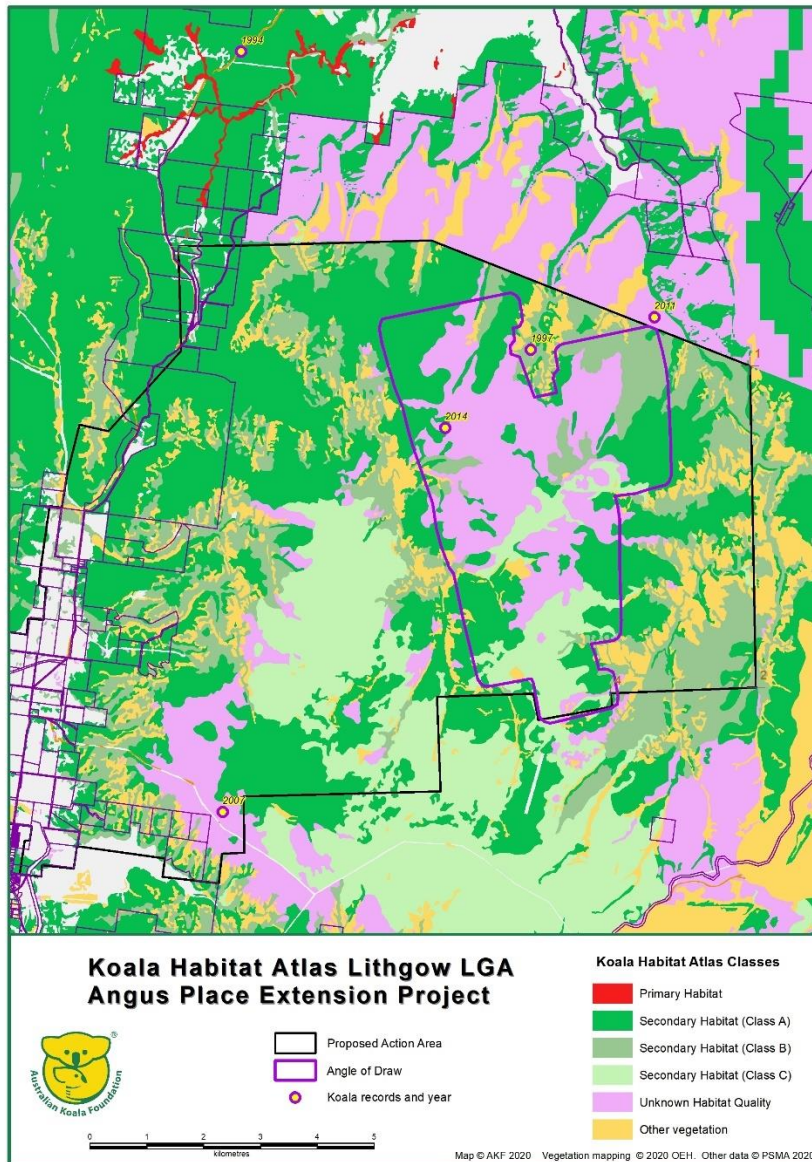 1994
2011
1997
1
2014
2
4
2007
Koala Habitat Atlas Lithgow LGA
Angus Place Extension Project
Koala Habitat Atlas Classes
Primary Habitat
Secondary Habitat (Class A)
Secondary Habitat (Class B)
Secondary Habitat (Class C)
Unknown Habitat Quality
Other vegetation
Proposed Action Area
Angle of Draw
Koala records and year
®
Australian Koala Foundation
0 1 2 3 4 5
kilometres
Map © AKF 2020 Vegetation mapping © 2020 OEH. Other data © PSMA 2020